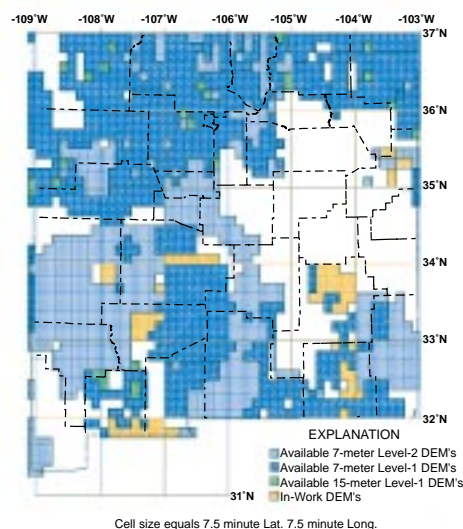 -109°W -108°W -107°W -106°W -105°W -104°W -103°W
37°N
36°N
35°N
34°N
33°N
32°N
EXPLANATION
Available 7-meter Level-2 DEM's
Available 7-meter Level-1 DEM's
Available 15-meter Level-1 DEM's
In-Work DEM's
31°N
Cell size equals 7.5 minute Lat. 7.5 minute Long.